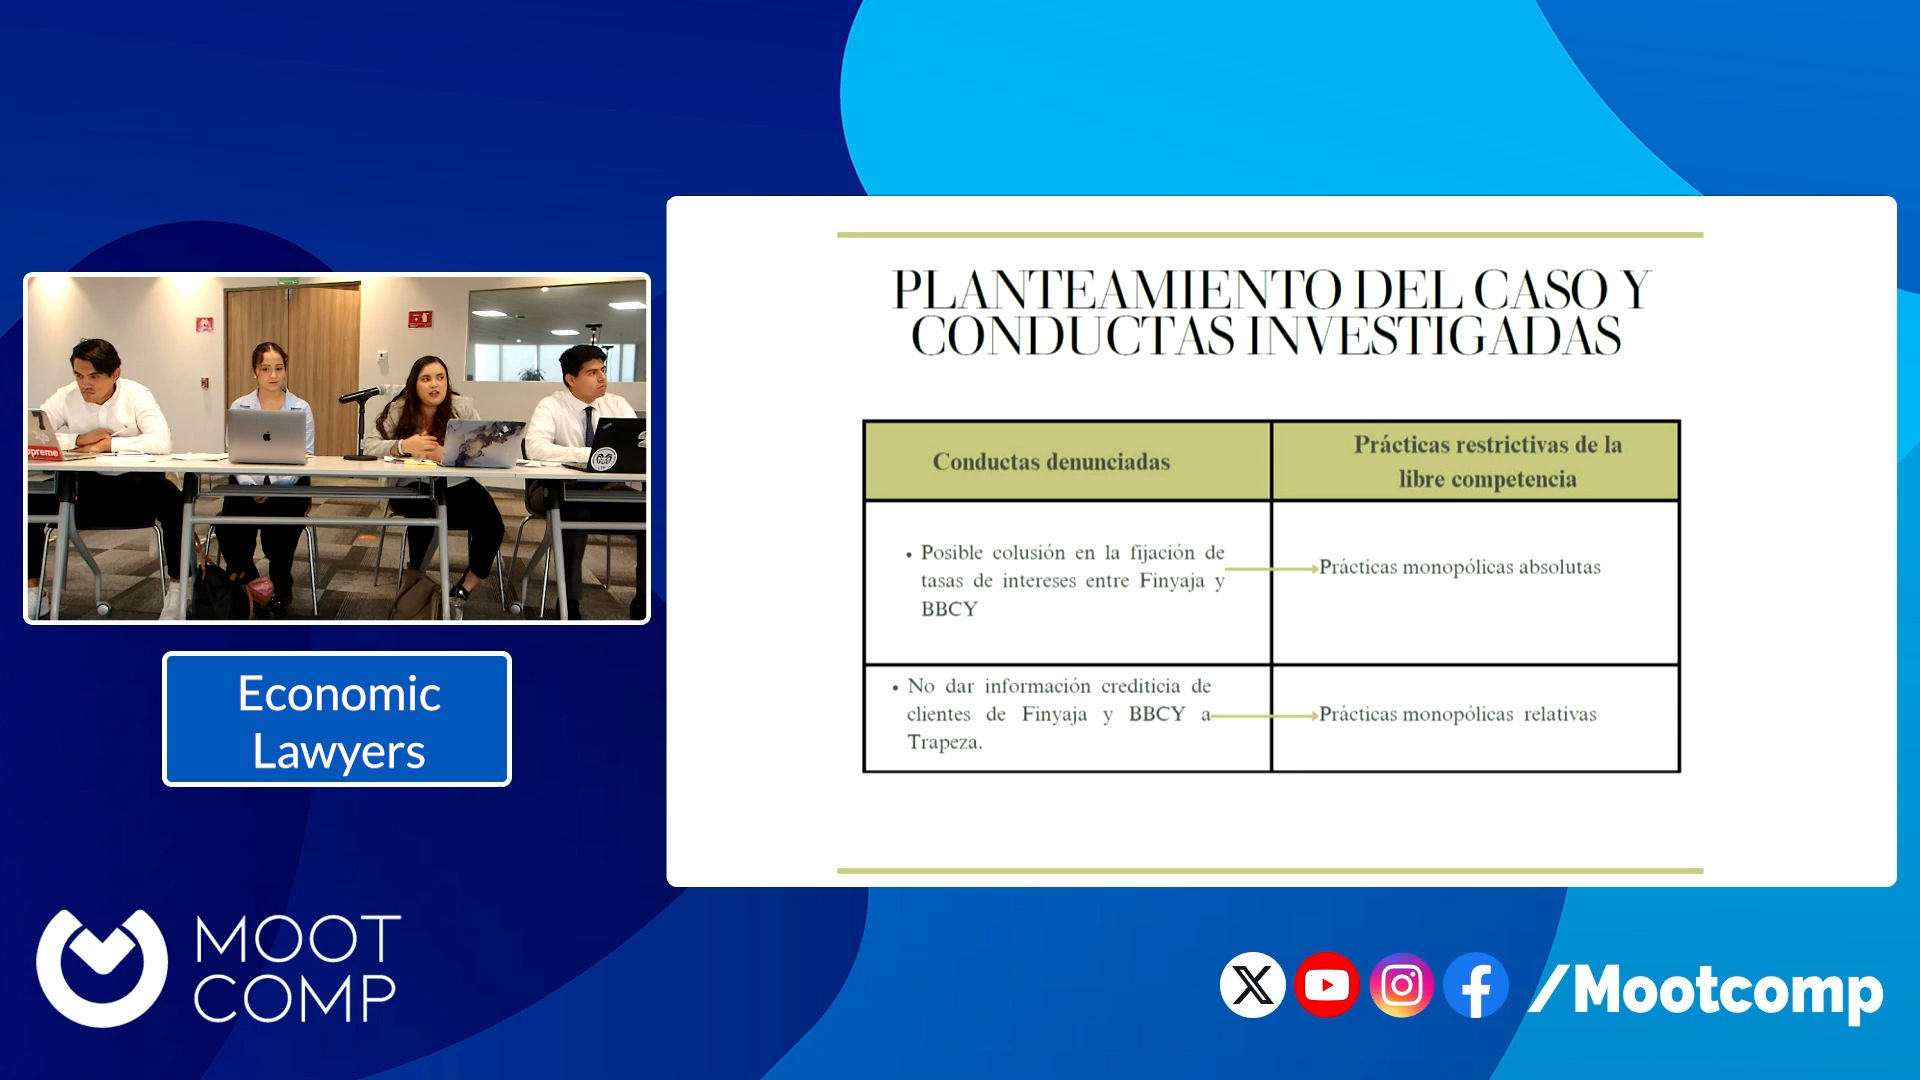 PLANTEAMIENTO DEL CASO Y
CONDUCTAS INVESTIGADAS
Conductas denunciadas
Prácticas restrictivas de la
libre competencia
• Posible colusión en la fijación de
tasas de intereses entre Finyaja y
BBCY
Prácticas monopólicas absolutas
• No dar información crediticia de
clientes de Finyaja y BBCY a
Trapeza.
Prácticas monopólicas relativas
Economic
Lawyers
MOOT
COMP
/Mootcomp